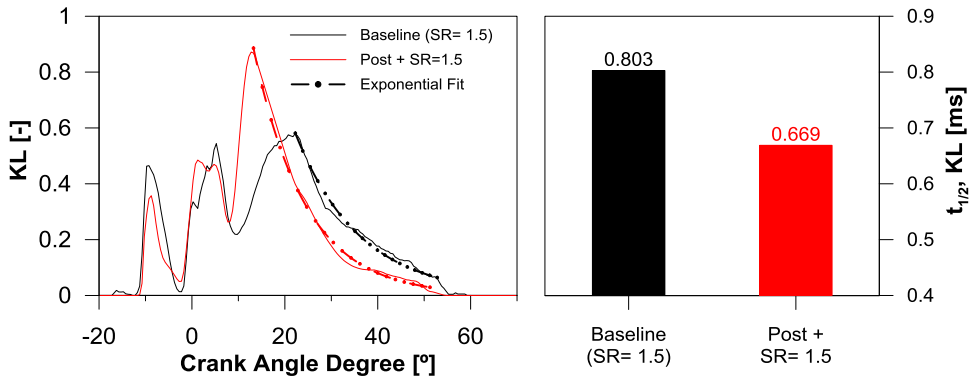 1
0.8
0.6
0.4
0.2
0
KL [-]
-20
0
20
40
60
Crank Angle Degree [º]
Baseline (SR= 1.5)
Post + SR=1.5
Exponential Fit
0.803
0.669
Baseline
(SR= 1.5)
Post +
SR= 1.5
0.9
0.8
0.7
0.6
0.5
0.4
t1/2, KL [ms]